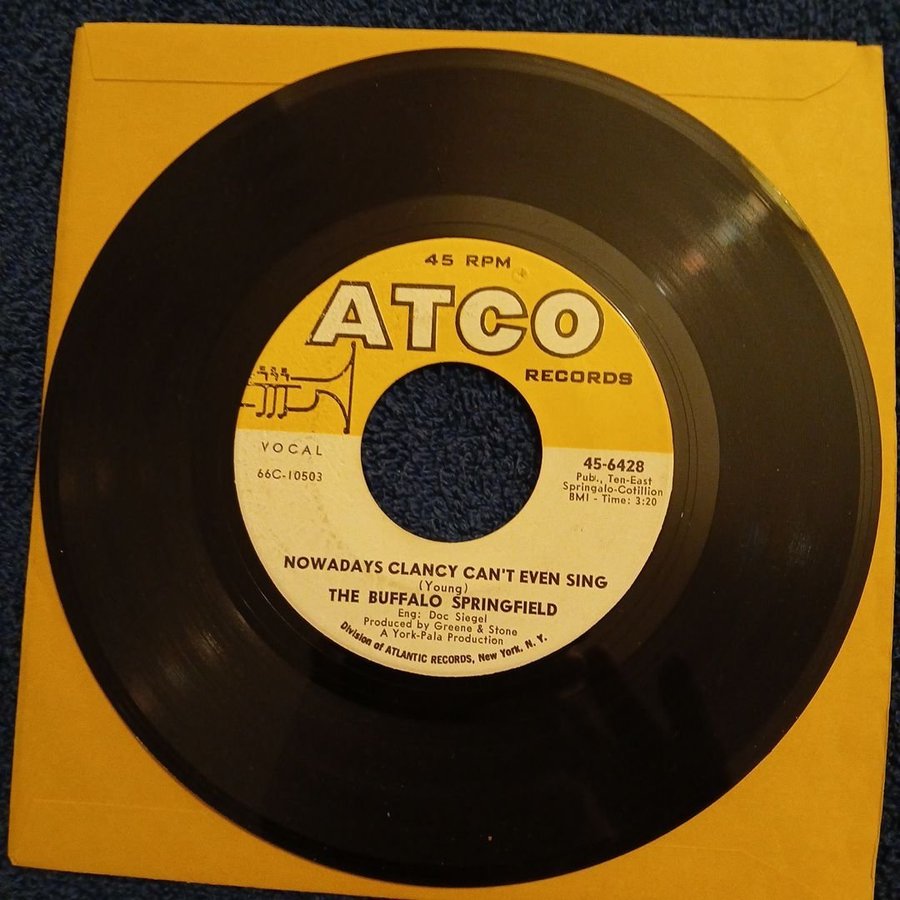 45 RPM
ATCO
RECORDS
VOCAL
66C-10503
45-6428
Pub., Ten-East
Springalo-Cotillion
BMI - Time: 3:20
NOWADAYS CLANCY CAN'T EVEN SING
(Young)
THE BUFFALO SPRINGFIELD
Eng: Doc Siegel
Produced by Greene & Stone
A York-Pala Production
Division of ATLANTIC RECORDS, New York, N. Y.